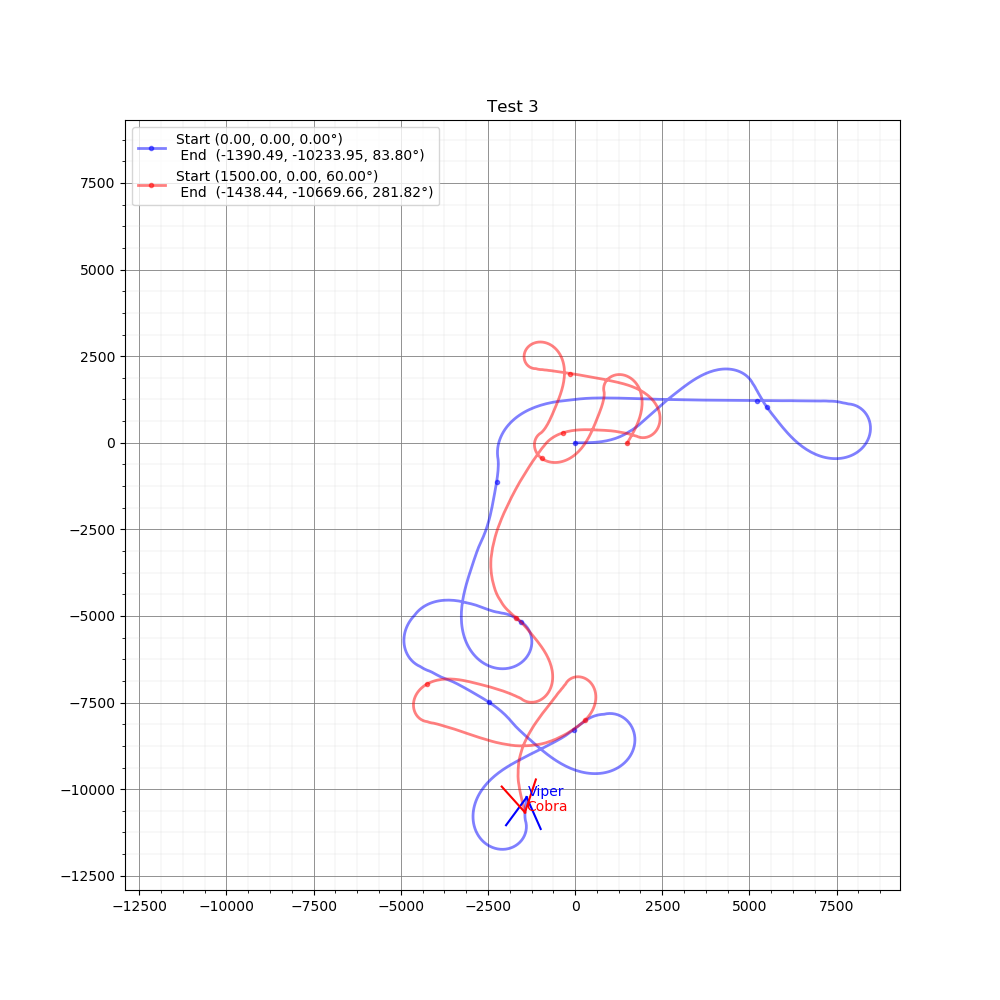 Test 3
Start (0.00, 0.00, 0.00°)
End  (-1390.49, -10233.95, 83.80°)
Start (1500.00, 0.00, 60.00°)
End  (-1438.44, -10669.66, 281.82°)
7500
5000
2500
0
−2500
−5000
−7500
−10000
−12500
Viper
Cobra
−12500 −10000 −7500 −5000 −2500 0 2500 5000 7500